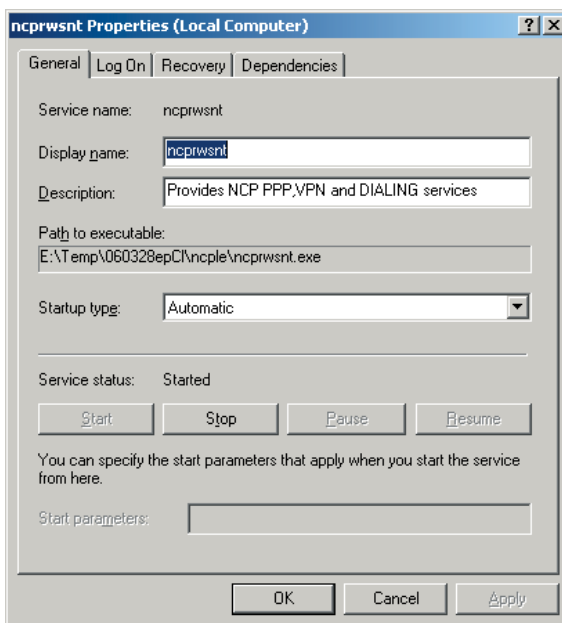 ncprwsnt Properties (Local Computer)
General Log On Recovery Dependencies
Service name: ncprwsnt
Display name: ncprwsnt
Description: Provides NCP PPP,VPN and DIALING services
Path to executable:
E:\Temp\060328epCl\ncple\ncprwsnt.exe
Startup type: Automatic
Service status: Started
Start Stop Pause Resume
You can specify the start parameters that apply when you start the service
from here.
Start parameters:
OK Cancel Apply